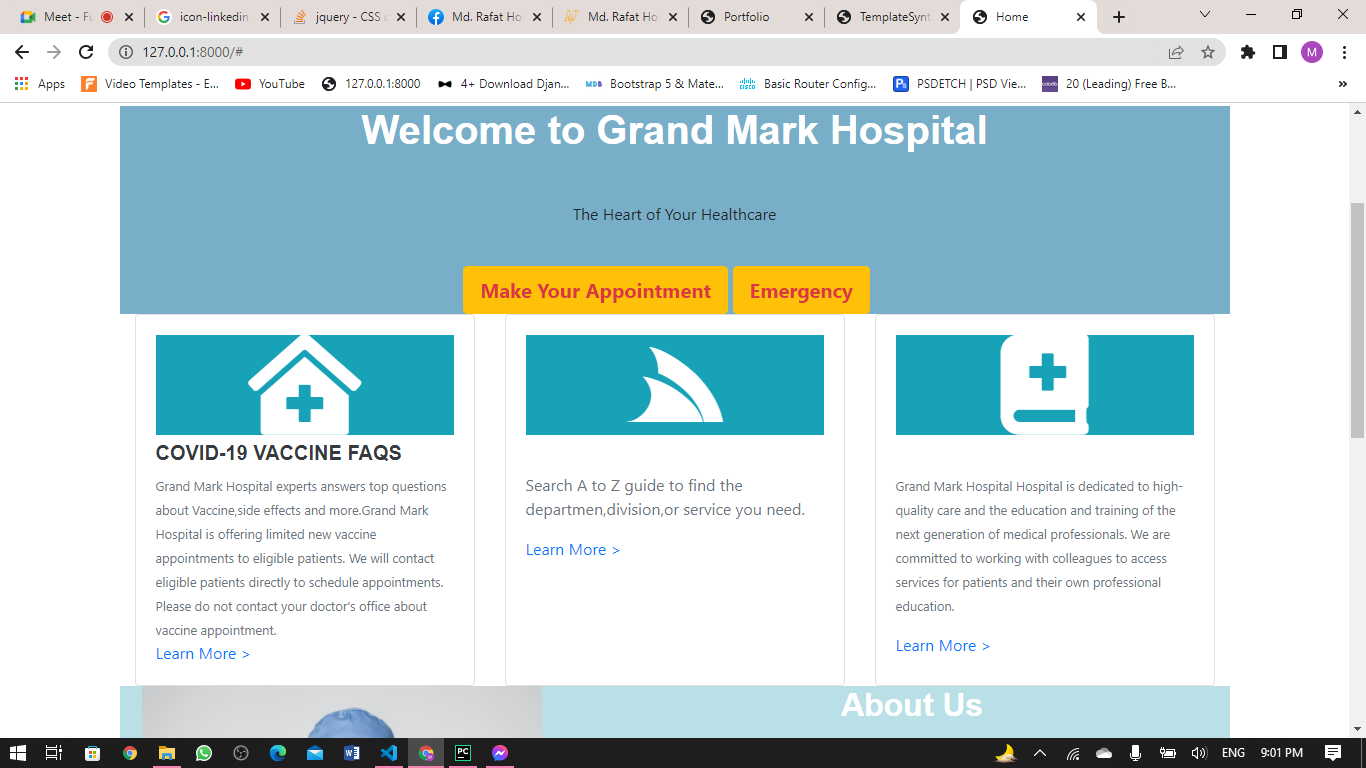 Meet - Fu
icon-linkedin
jquery - CSS
Md. Rafat Ho
Md. Rafat Ho
Portfolio
TemplateSynt
Home
127.0.0.1:8000/#
M
Apps
Video Templates - E...
YouTube
127.0.0.1:8000
4+ Download Djan...
Bootstrap 5 & Mate...
Basic Router Config...
PSDETCH | PSD Vie...
20 (Leading) Free B...
»
Welcome to Grand Mark Hospital
The Heart of Your Healthcare
Make Your Appointment
Emergency
COVID-19 VACCINE FAQS
Grand Mark Hospital experts answers top questions
about Vaccine,side effects and more.Grand Mark
Hospital is offering limited new vaccine
appointments to eligible patients. We will contact
eligible patients directly to schedule appointments.
Please do not contact your doctor's office about
vaccine appointment.
Learn More >
Search A to Z guide to find the
departmen,division,or service you need.
Learn More >
Grand Mark Hospital Hospital is dedicated to high-
quality care and the education and training of the
next generation of medical professionals. We are
committed to working with colleagues to access
services for patients and their own professional
education.
Learn More >
About Us
ENG
9:01 PM